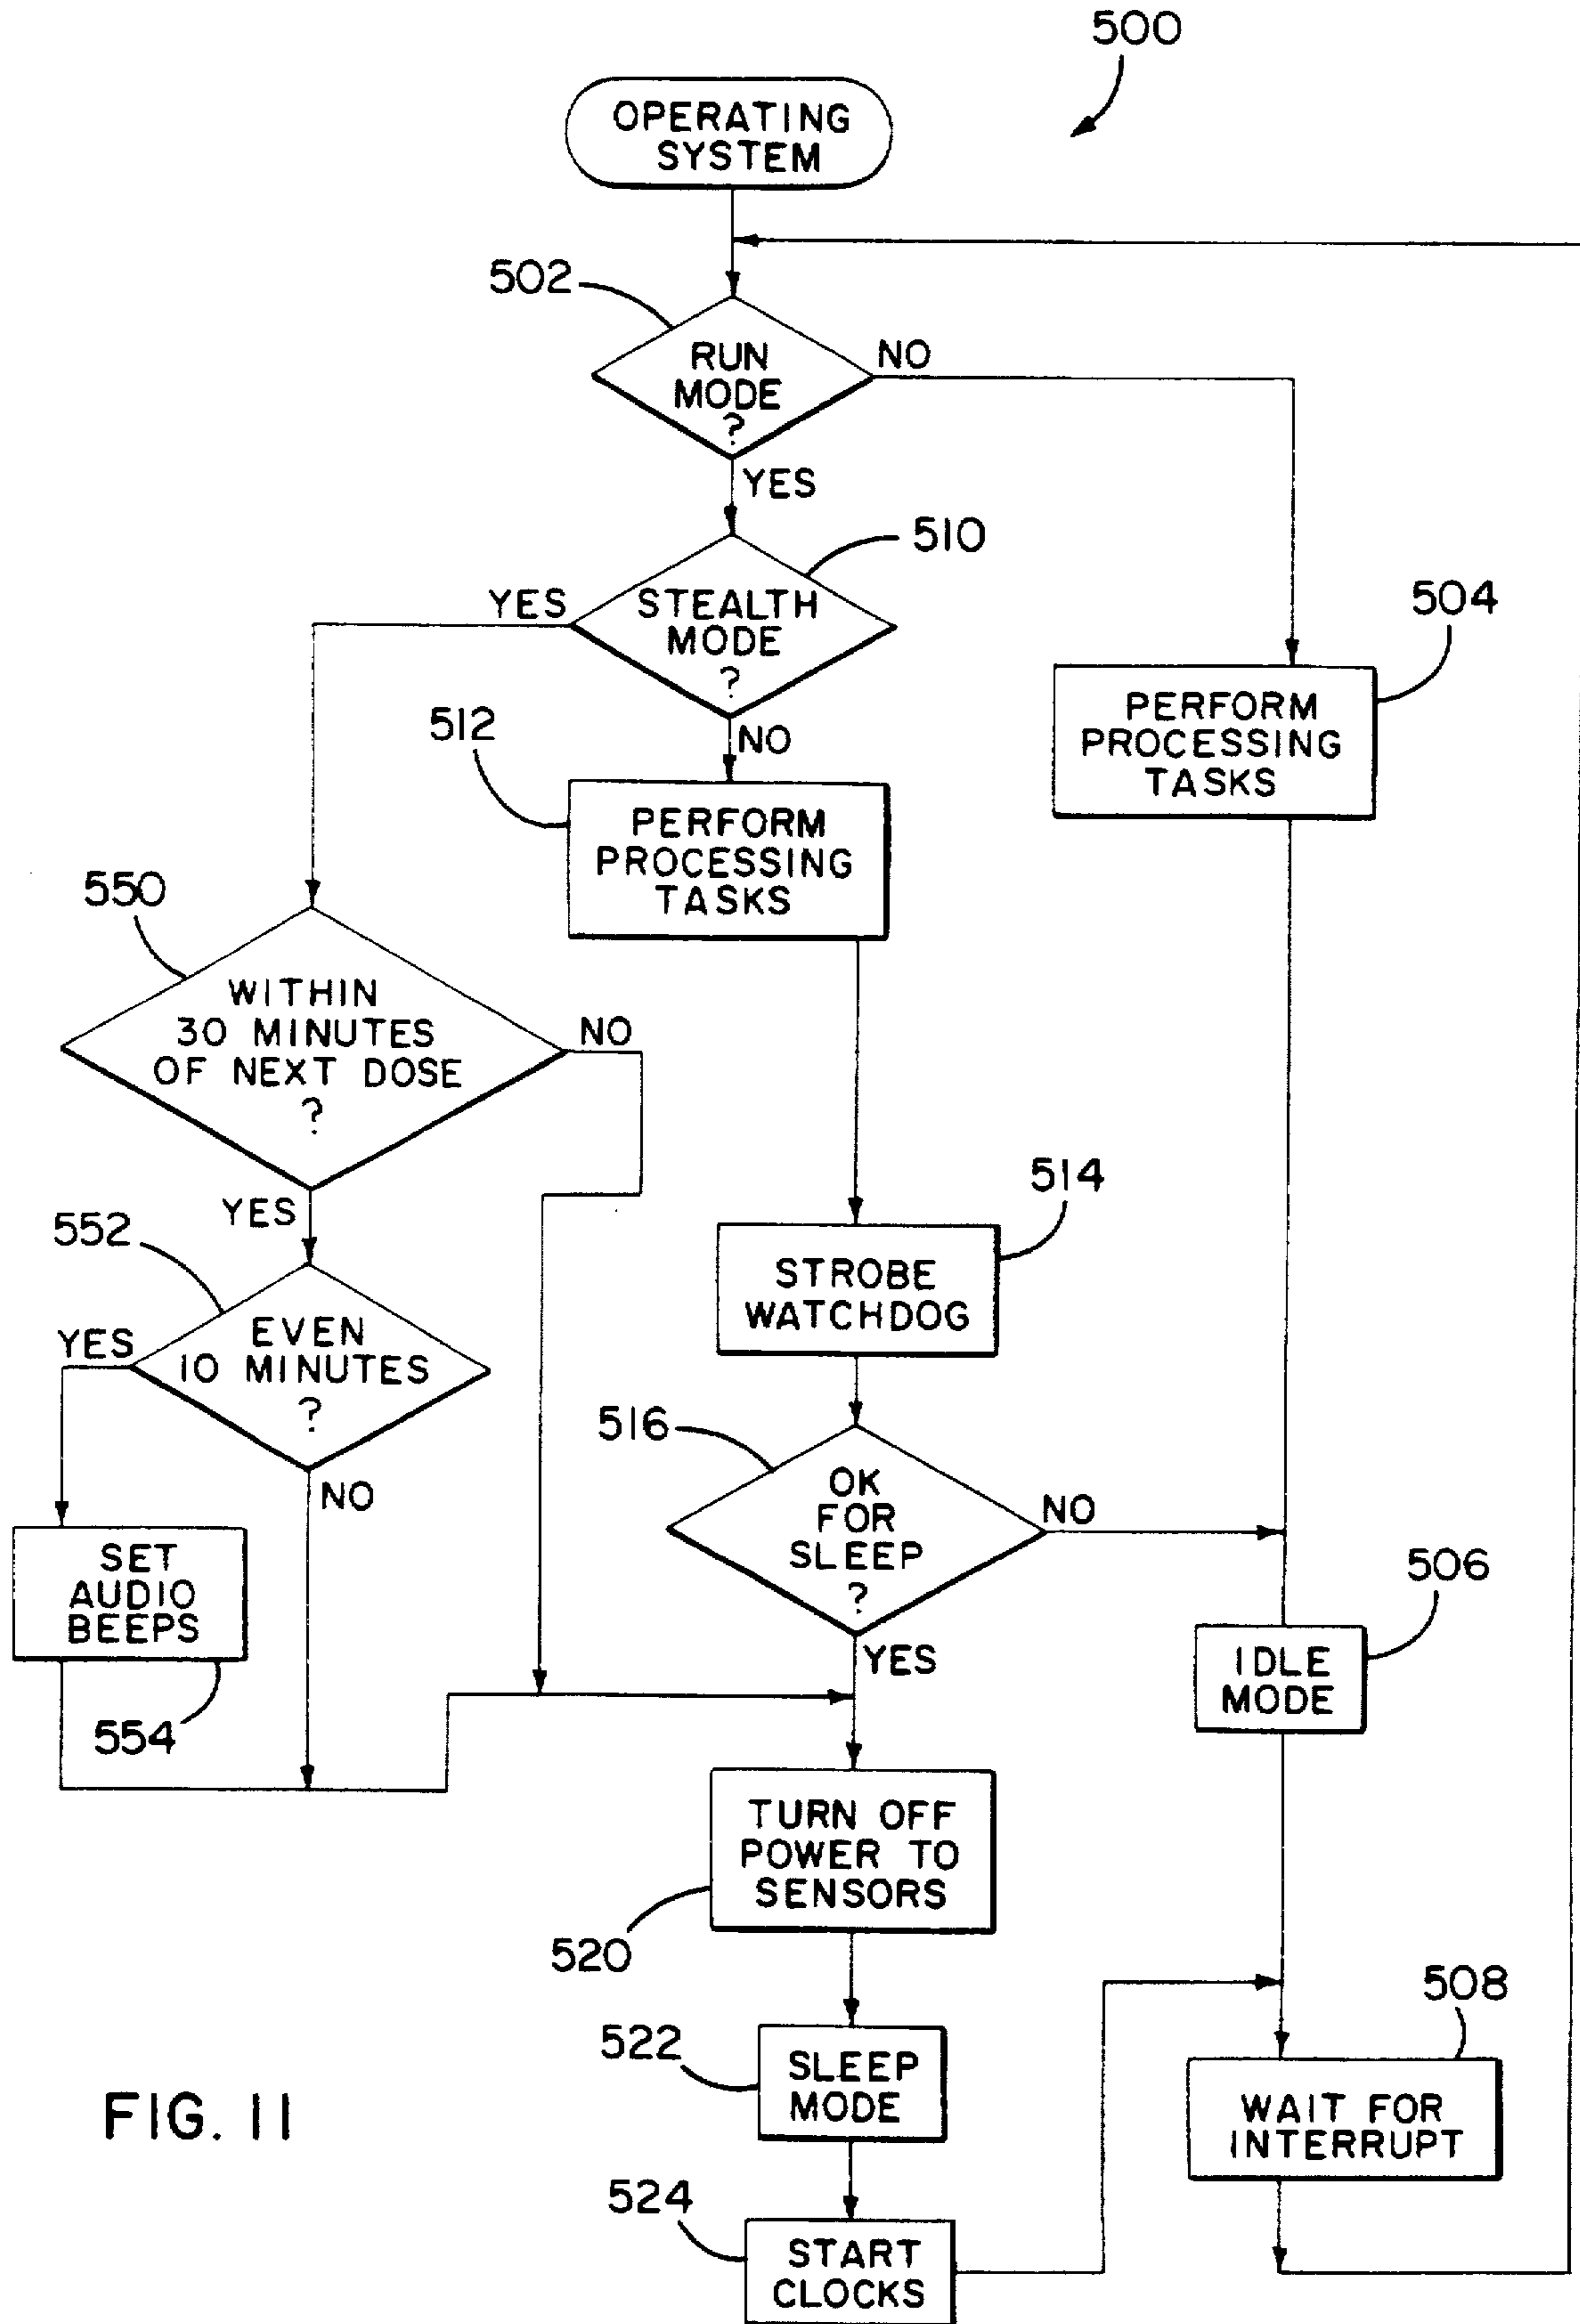 500
OPERATING
SYSTEM
502
RUN
MODE
?
NO
YES
510
YES
STEALTH
MODE
?
504
NO
512
PERFORM
PROCESSING
TASKS
PERFORM
PROCESSING
TASKS
550
WITHIN
30 MINUTES
OF NEXT DOSE
?
NO
YES
514
552
STROBE
WATCHDOG
YES
EVEN
10 MINUTES
?
516
NO
OK
FOR
SLEEP
?
NO
SET
AUDIO
BEEPS
506
YES
IDLE
MODE
554
TURN OFF
POWER TO
SENSORS
520
508
522
SLEEP
MODE
FIG. 11
WAIT FOR
INTERRUPT
524
START
CLOCKS